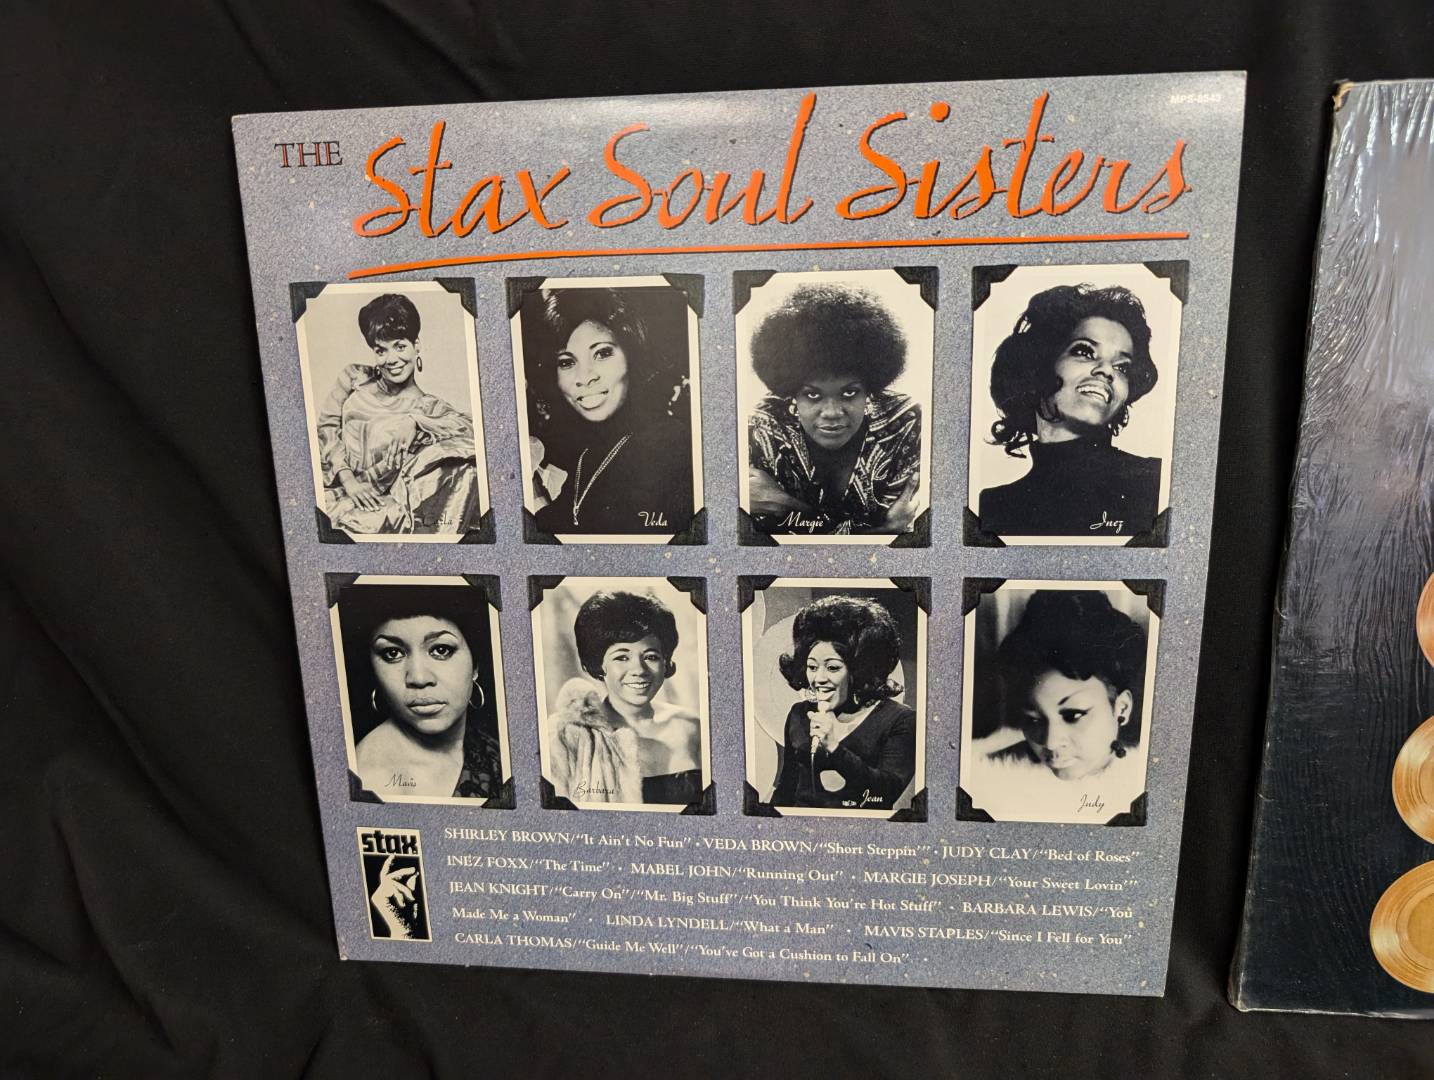 MPS-8543
THE Stax Soul Sisters
Carla
Veda
Margie
Inez
Mavis
Barbara
Jean
Judy
stax
SHIRLEY BROWN/“It Ain't No Fun” • VEDA BROWN/“Short Steppin'” • JUDY CLAY/“Bed of Roses”
INEZ FOXX/“The Time” • MABEL JOHN/“Running Out” • MARGIE JOSEPH/“Your Sweet Lovin'”
JEAN KNIGHT/“Carry On”/“Mr. Big Stuff”/“You Think You're Hot Stuff” • BARBARA LEWIS/“You
Made Me a Woman” • LINDA LYNDELL/“What a Man” • MAVIS STAPLES/“Since I Fell for You”
CARLA THOMAS/“Guide Me Well”/“You've Got a Cushion to Fall On” •